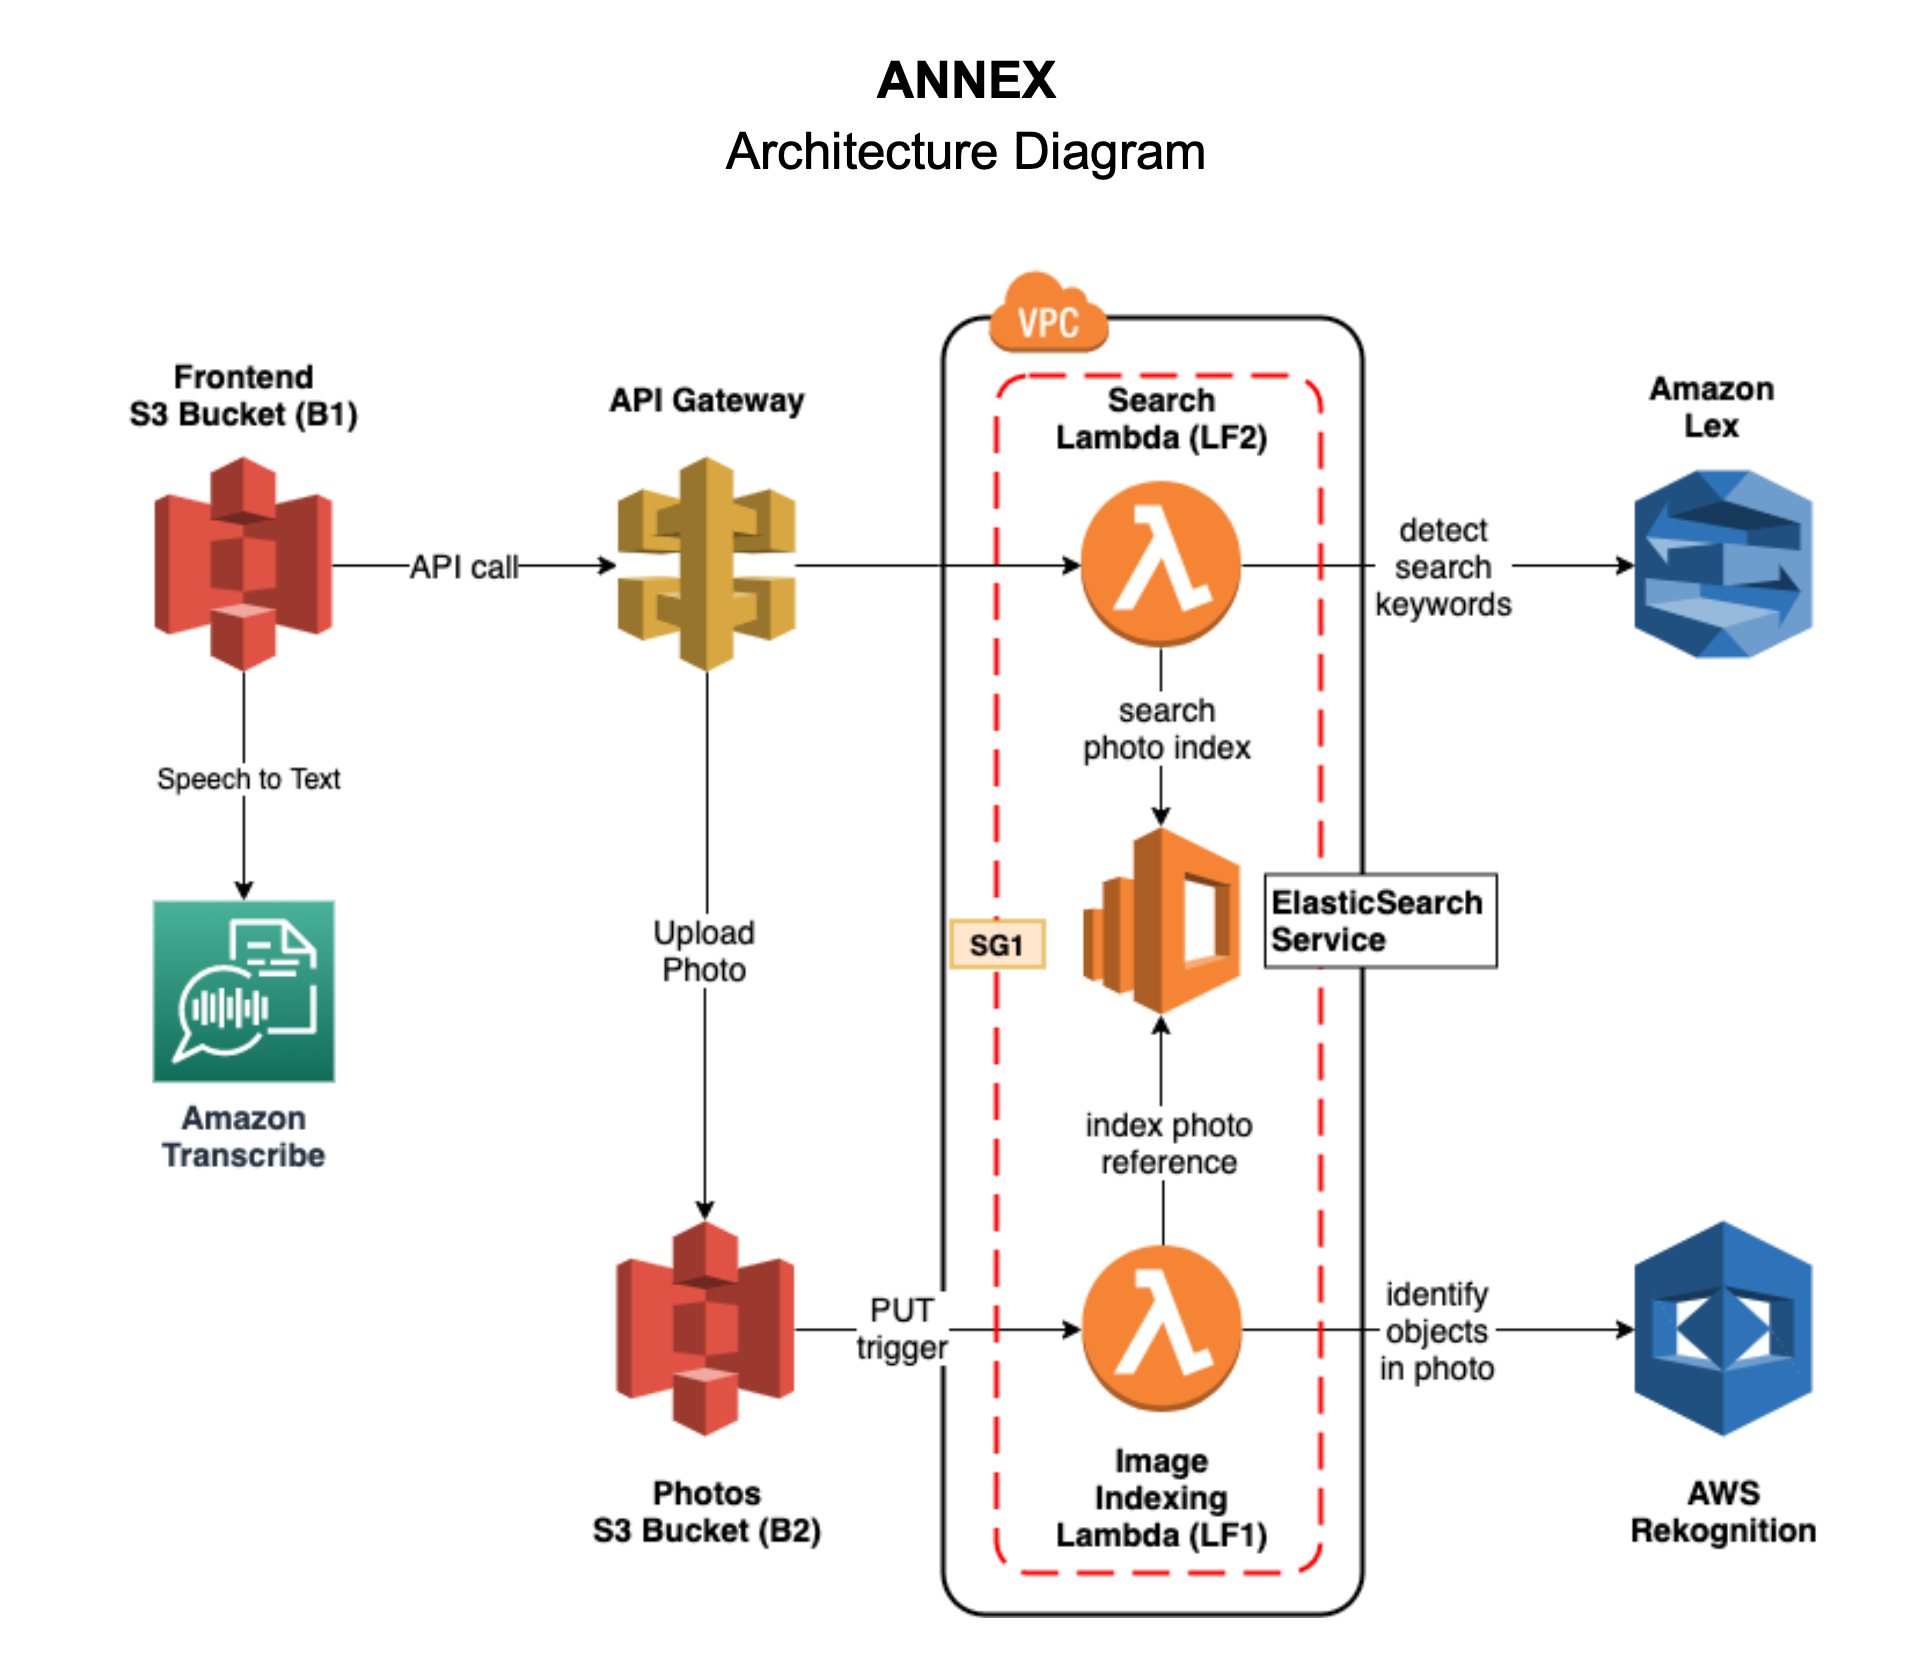 ANNEX
Architecture Diagram
VPC
Frontend
S3 Bucket (B1)
API Gateway
Search
Lambda (LF2)
Amazon
Lex
API call
detect
search
keywords
search
photo index
Speech to Text
ElasticSearch
Service
SG1
Upload
Photo
Amazon
Transcribe
index photo
reference
PUT
trigger
identify
objects
in photo
Photos
S3 Bucket (B2)
Image
Indexing
Lambda (LF1)
AWS
Rekognition